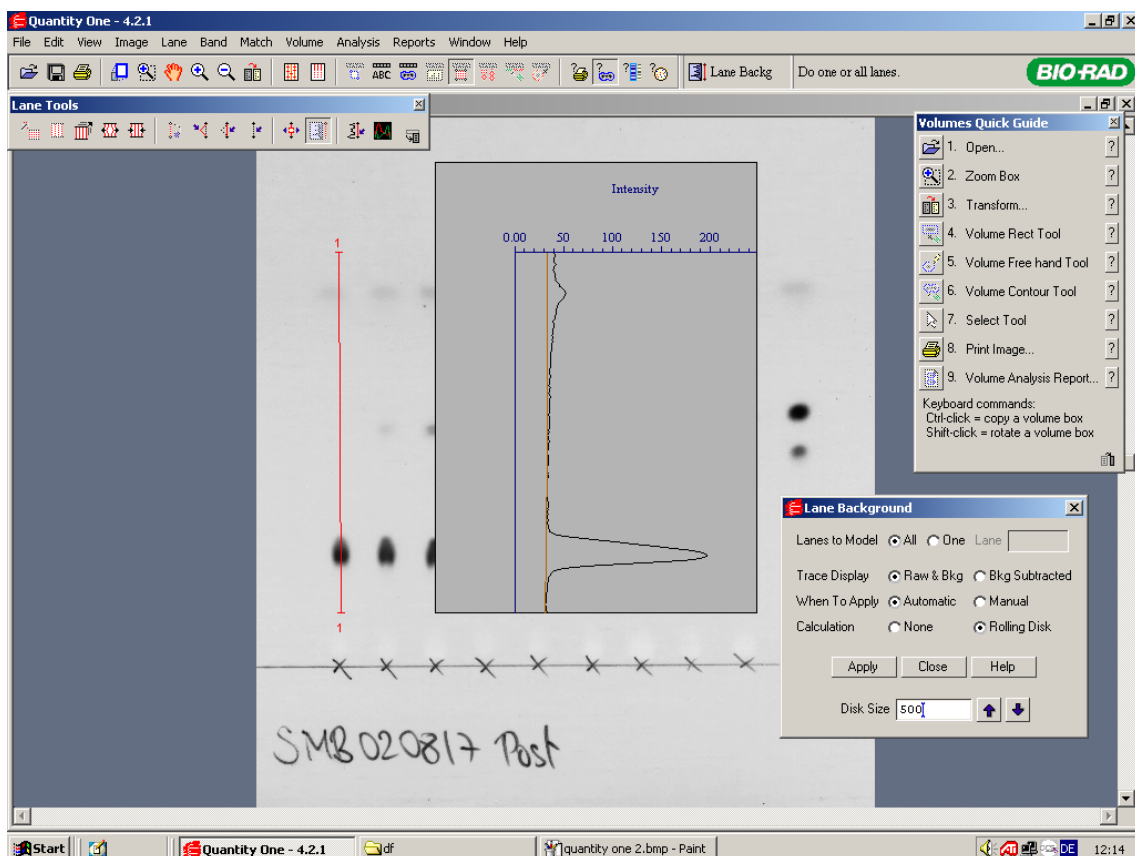 Quantity One - 4.2.1
File Edit View Image Lane Band Match Volume Analysis Reports Window Help
ABC Lane Backg Do one or all lanes. BIO-RAD
Lane Tools
Volumes Quick Guide
1. Open... ?
2. Zoom Box ?
3. Transform... ?
4. Volume Rect Tool ?
5. Volume Free hand Tool ?
6. Volume Contour Tool ?
7. Select Tool ?
8. Print Image... ?
9. Volume Analysis Report... ?
Keyboard commands:
Ctrl-click = copy a volume box
Shift-click = rotate a volume box
Intensity
0.00 50 100 150 200
1
1
Lane Background
Lanes to Model All One Lane
Trace Display Raw & Bkg Bkg Subtracted
When To Apply Automatic Manual
Calculation None Rolling Disk
Apply Close Help
Disk Size 500
SMB020817 Post
Start Quantity One - 4.2.1 df quantity one 2.bmp - Paint DE 12:14